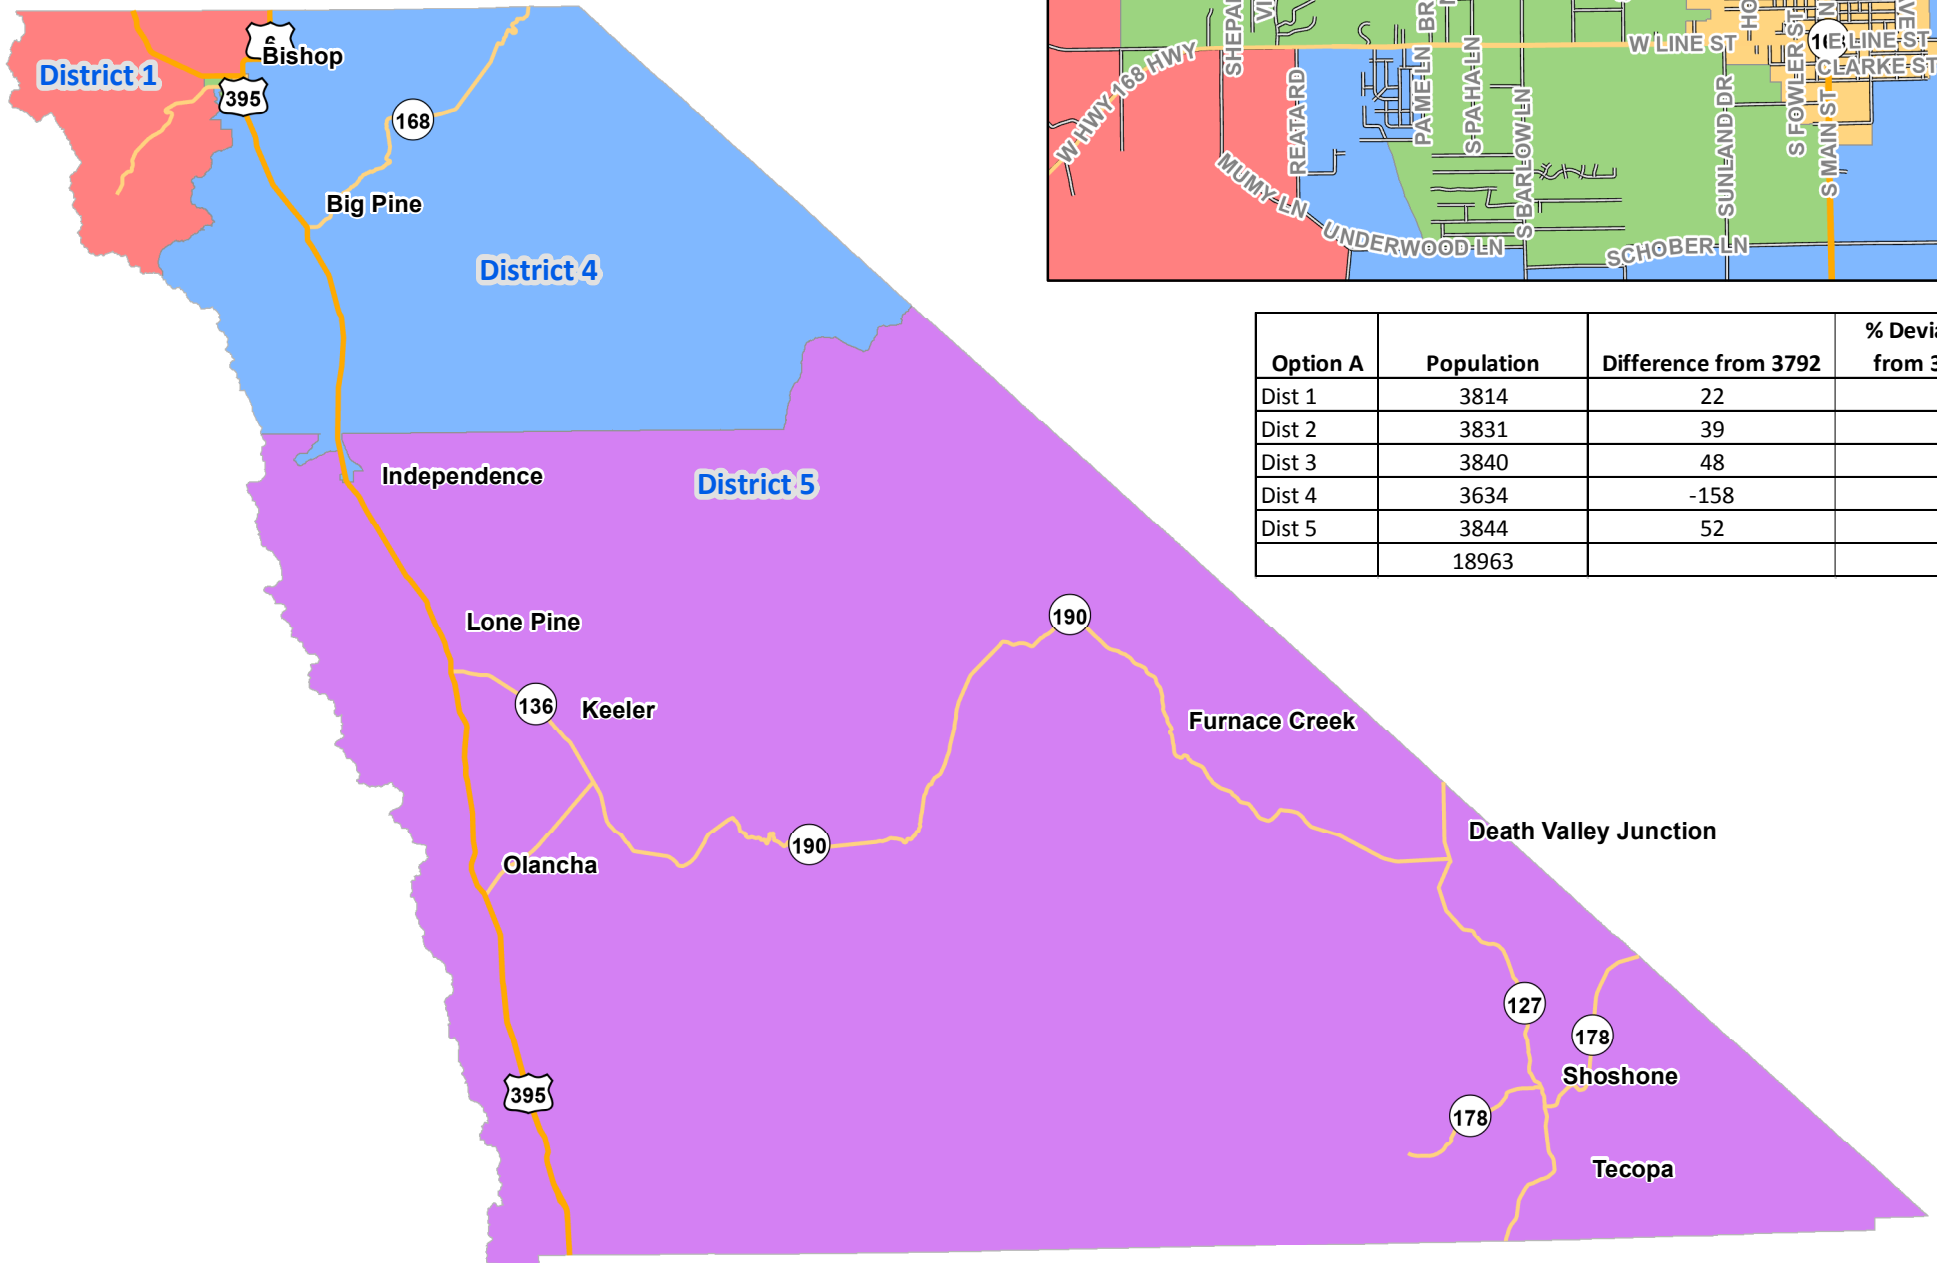 6
Bishop
District 1
395
168
Big Pine
District 4
Independence
District 5
Lone Pine
190
136
Keeler
Furnace Creek
Death Valley Junction
190
Olancha
127
178
395
Shoshone
178
Tecopa
W HWY 168 HWY
W LINE ST
E LINE ST
CLARKE ST
REATARD
PA ME LN
S PA HA LN
S BARLOW LN
SUNLAND DR
S FOWLER ST
S MAIN ST
MUMY LN
UNDERWOOD LN
SCHOBER LN
Option A Population Difference from 3792
Dist 1 3814 22
Dist 2 3831 39
Dist 3 3840 48
Dist 4 3634 -158
Dist 5 3844 52
18963